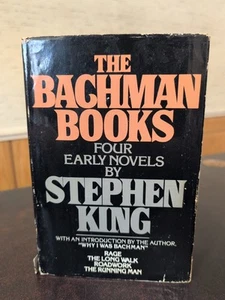 THE
BACHMAN
BOOKS
FOUR
EARLY NOVELS
BY
STEPHEN
KING
WITH AN INTRODUCTION BY THE AUTHOR,
"WHY I WAS BACHMAN"
RAGE
THE LONG WALK
ROADWORK
THE RUNNING MAN